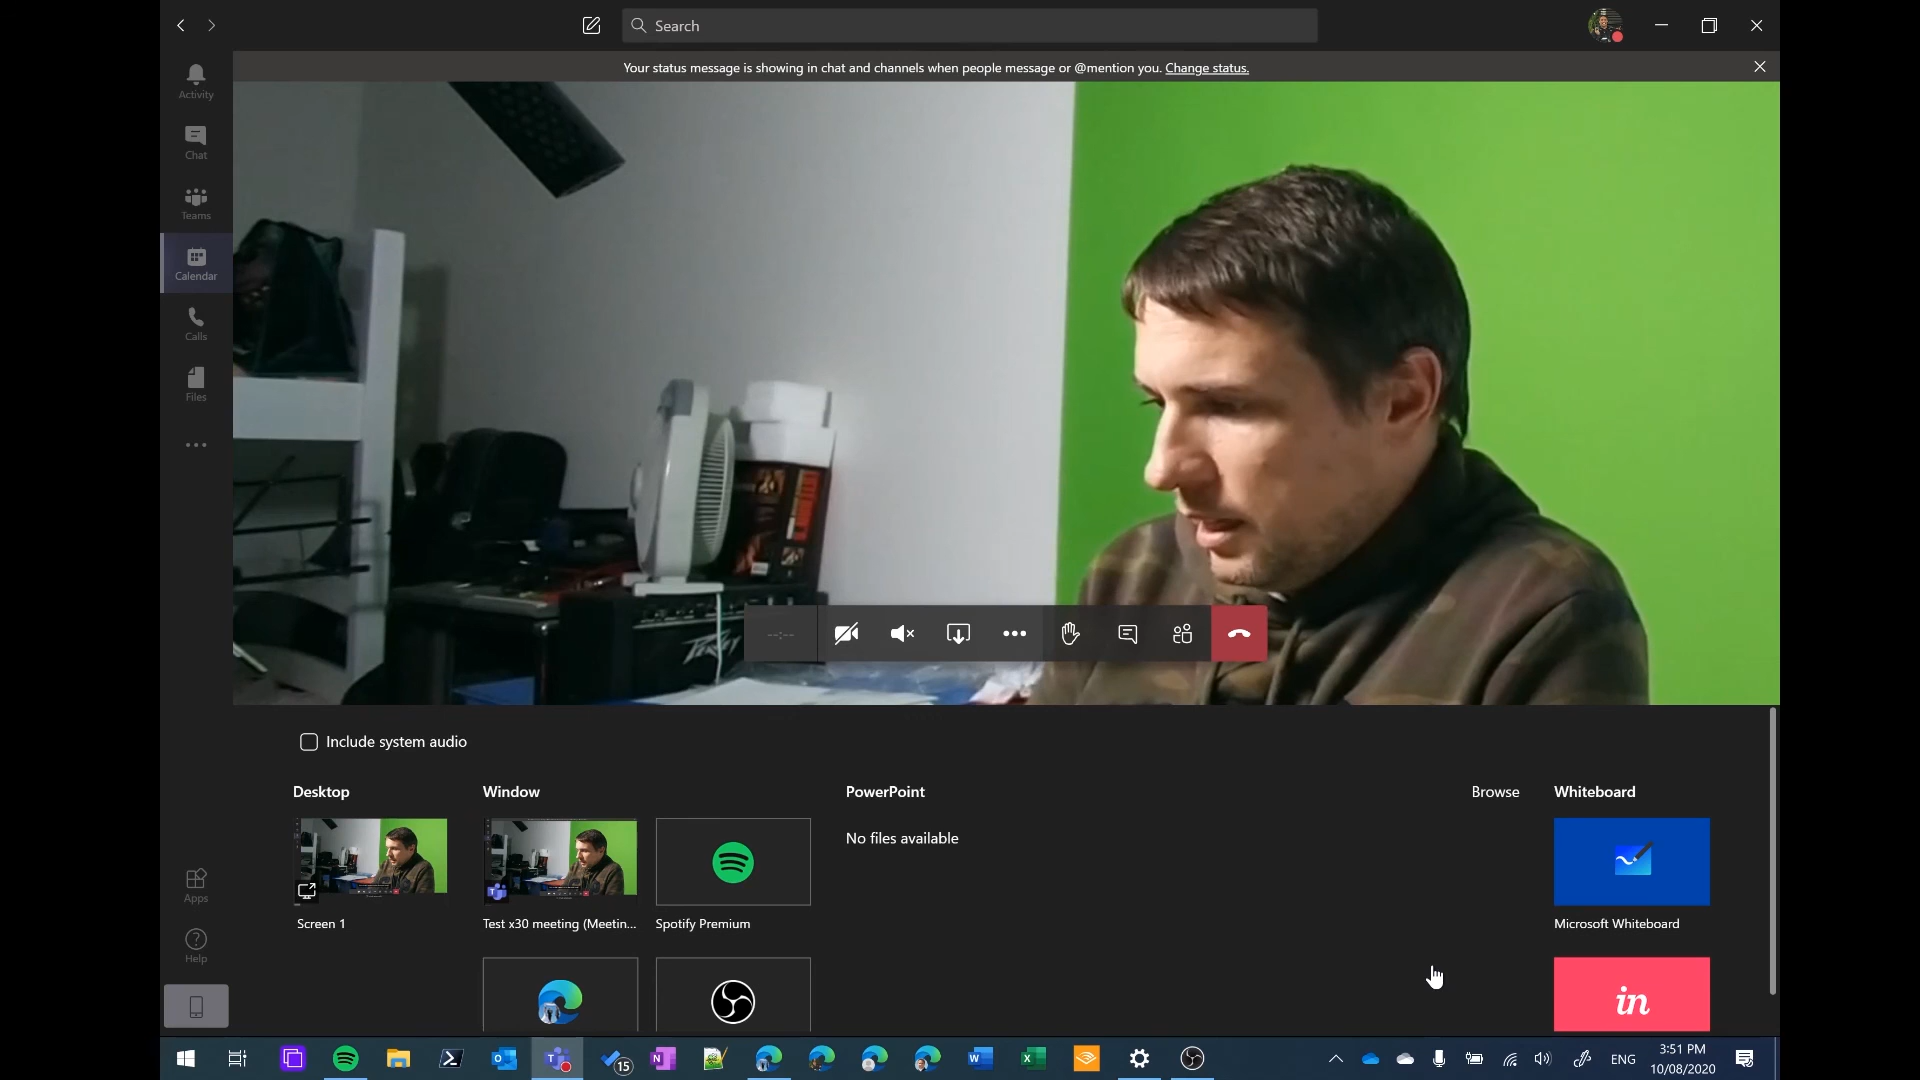 Search
Your status message is showing in chat and channels when people message or @mention you. Change status.
Activity
Chat
Teams
Calendar
Calls
Files
Apps
Help
PEAVEY
--:--
Include system audio
Desktop
Window
PowerPoint
Browse
Whiteboard
No files available
Screen 1
Test x30 meeting (Meetin...
Spotify Premium
Microsoft Whiteboard
in
15
ENG
3:51 PM
10/08/2020